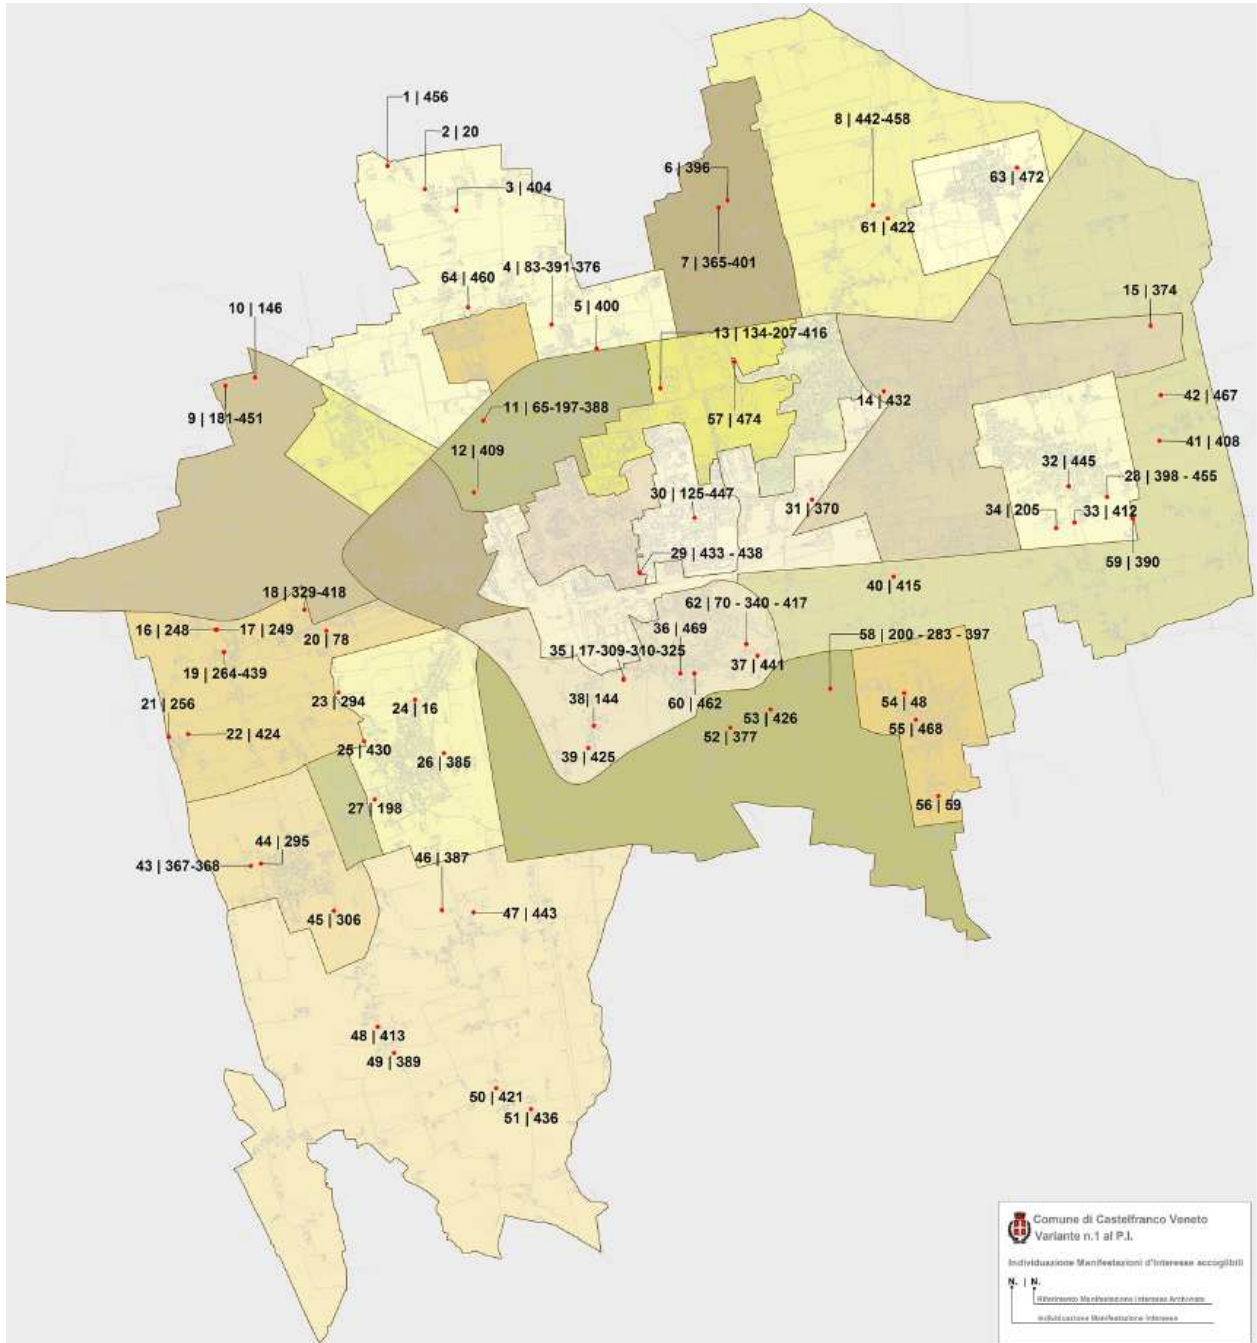 1 | 456
2 | 20
8 | 442-458
6 | 396
63 | 472
3 | 404
61 | 422
4 | 83-391-376
7 | 365-401
64 | 460
15 | 374
10 | 146
5 | 400
13 | 134-207-416
14 | 432
42 | 467
9 | 181-451
11 | 65-197-388
57 | 474
41 | 408
12 | 409
32 | 445
28 | 398 - 455
30 | 125-447
31 | 370
34 | 205
33 | 412
29 | 433 - 438
59 | 390
40 | 415
18 | 329-418
62 | 70 - 340 - 417
16 | 248
17 | 249
20 | 78
36 | 469
58 | 200 - 283 - 397
35 | 17-309-310-325
37 | 441
19 | 264-439
21 | 256
23 | 294
24 | 16
38| 144
60 | 462
54 | 48
53 | 426
55 | 468
22 | 424
25 | 430
26 | 385
39 | 425
52 | 377
27 | 198
56 | 59
44 | 295
46 | 387
43 | 367-368
45 | 306
47 | 443
48 | 413
49 | 389
50 | 421
51 | 436
Comune di Castelfranco Veneto
Variante n.1 al P.I.
Individuazione Manifestazioni d'Interesse accoglibili
N. | N.
Riferimento Manifestazione Interesse Archiviato
Individuazione Manifestazione Interesse